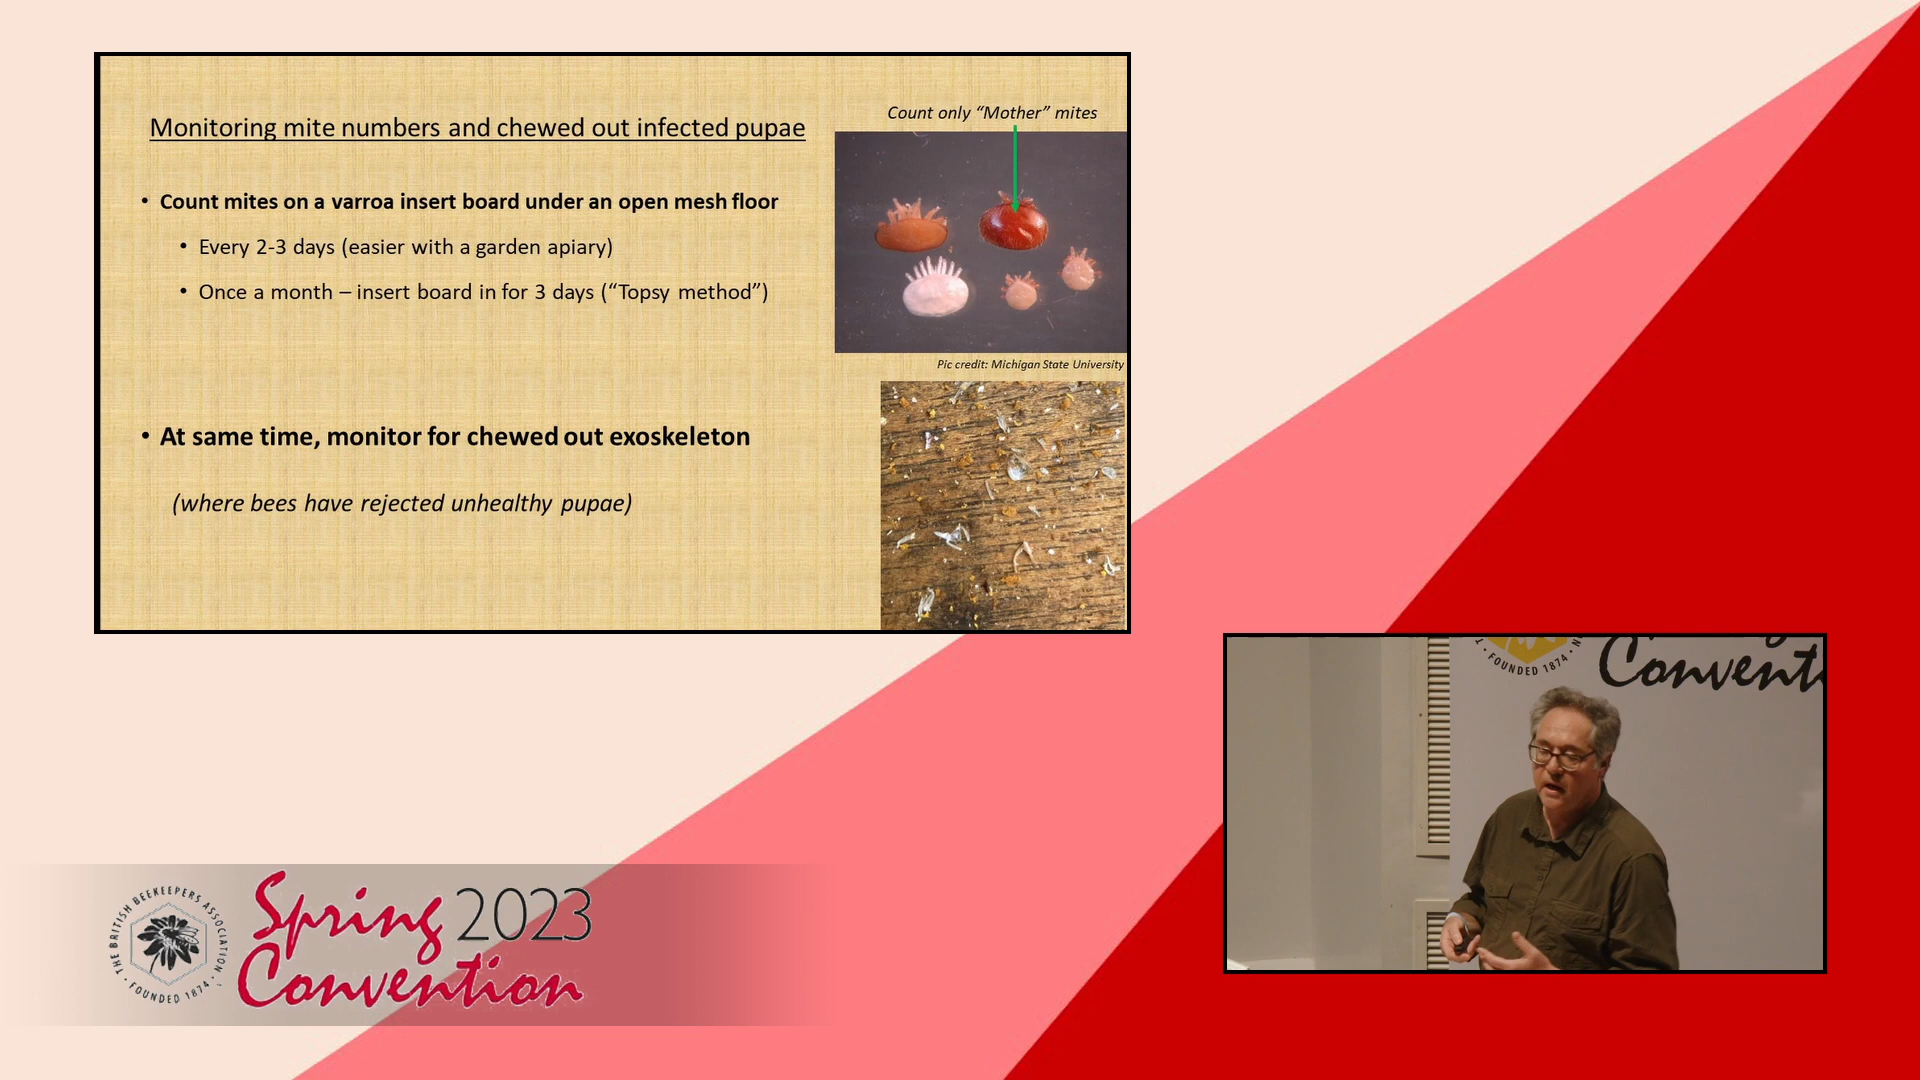 Count only “Mother” mites
Monitoring mite numbers and chewed out infected pupae
• Count mites on a varroa insert board under an open mesh floor
• Every 2-3 days (easier with a garden apiary)
• Once a month – insert board in for 3 days (“Topsy method”)
Pic credit: Michigan State University
• At same time, monitor for chewed out exoskeleton
(where bees have rejected unhealthy pupae)
• FOUNDED 1874 •
Convent
THE BRITISH BEEKEEPERS ASSOCIATION
• FOUNDED 1874 •
Spring 2023
Convention